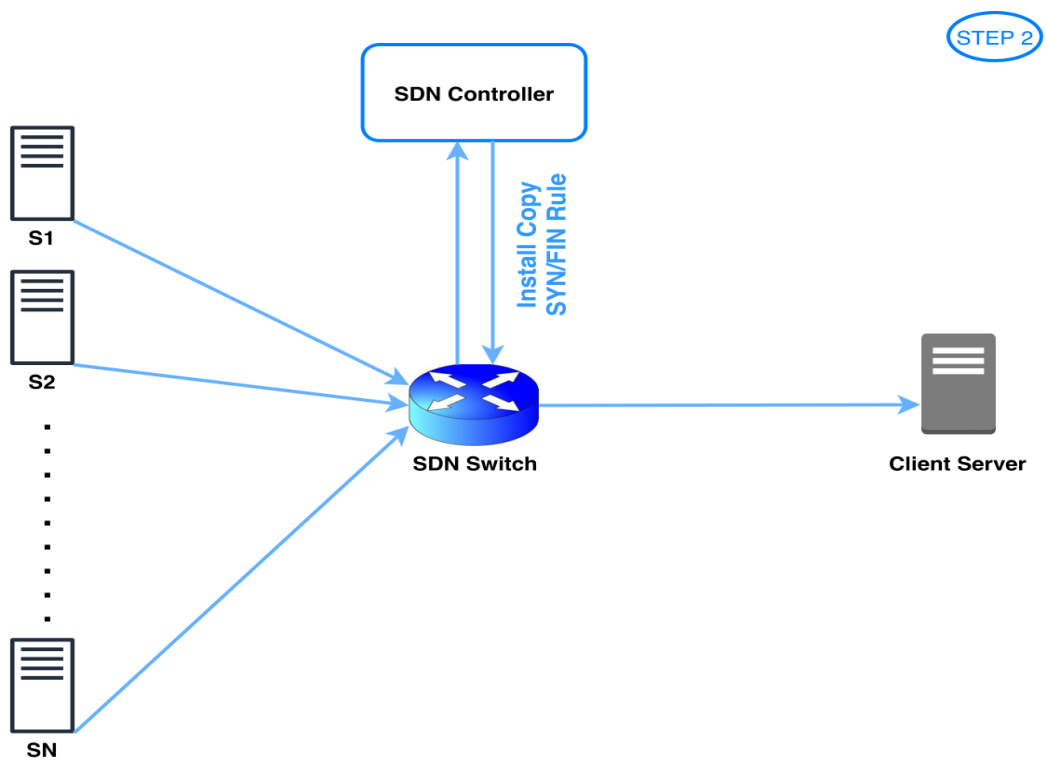 STEP 2
SDN Controller
Install Copy
SYN/FIN Rule
S1
S2
SDN Switch
Client Server
SN